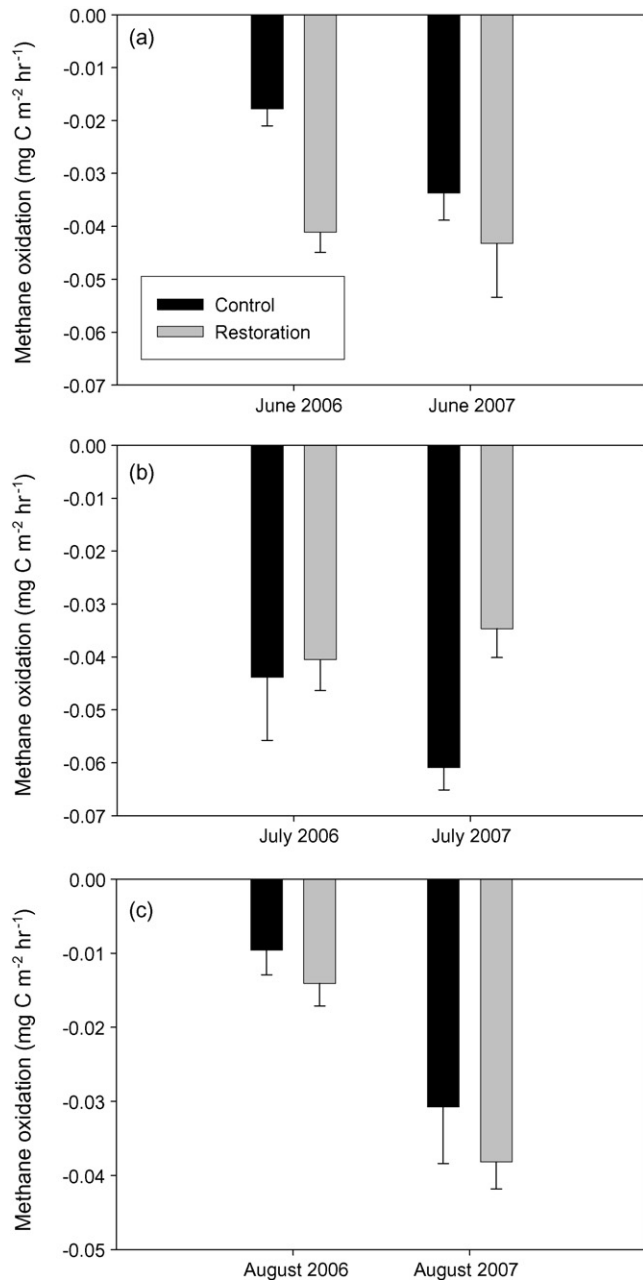 (a)
Methane oxidation (mg C m⁻² hr⁻¹)
0.00
-0.01
-0.02
-0.03
-0.04
-0.05
-0.06
-0.07
Control
Restoration
June 2006 June 2007
(b)
Methane oxidation (mg C m⁻² hr⁻¹)
0.00
-0.01
-0.02
-0.03
-0.04
-0.05
-0.06
-0.07
July 2006 July 2007
(c)
Methane oxidation (mg C m⁻² hr⁻¹)
0.00
-0.01
-0.02
-0.03
-0.04
-0.05
August 2006 August 2007